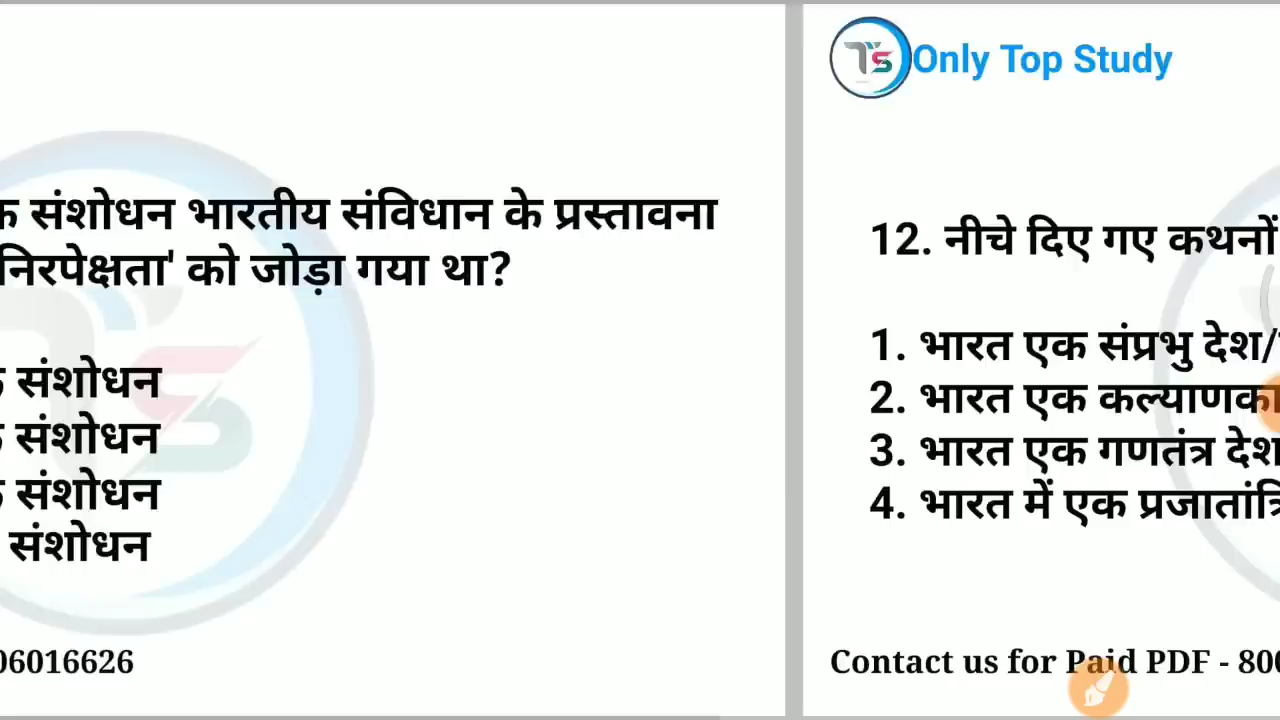 संशोधन भारतीय संविधान के प्रस्तावना
निरपेक्षता' को जोड़ा गया था?
संशोधन
संशोधन
संशोधन
संशोधन
06016626
TS Only Top Study
12. नीचे दिए गए कथनों
1. भारत एक संप्रभु देश/
2. भारत एक कल्याणका
3. भारत एक गणतंत्र देश
4. भारत में एक प्रजातांत्रि
Contact us for Paid PDF - 800